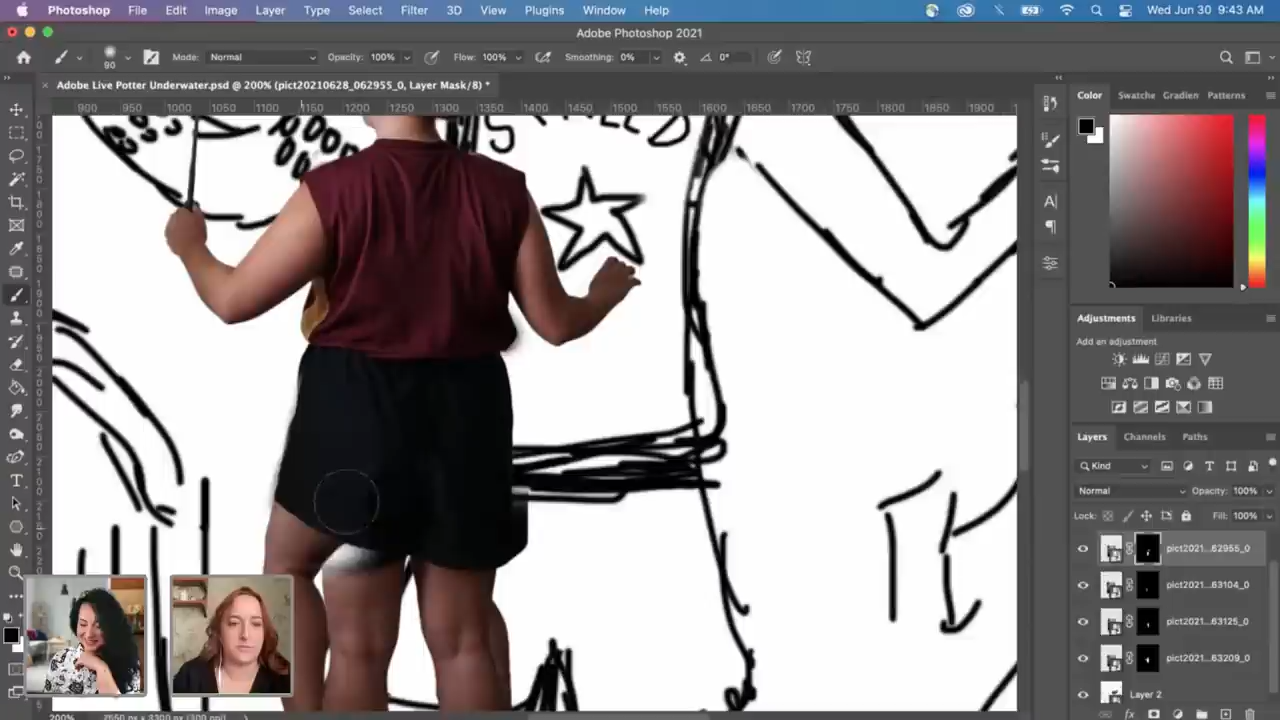 Photoshop File Edit Image Layer Type Select Filter 3D View Plugins Window Help Wed Jun 30 9:43 AM
Adobe Photoshop 2021
90 Mode: Normal Opacity: 100% Flow: 100% Smoothing: 0% 0°
Adobe Live Potter Underwater.psd @ 200% (pict20210628_062955_0, Layer Mask/8) *
900 950 1000 1050 1100 1150 1200 1250 1300 1350 1400 1450 1500 1550 1600 1650 1700 1750 1800 1850 1900
Color Swatche Gradien Patterns
Adjustments Libraries
Add an adjustment
Layers Channels Paths
Kind
Normal Opacity: 100%
Lock: Fill: 100%
pict2021...62955_0
pict2021...63104_0
pict2021...63125_0
pict2021...63209_0
Layer 2
200%